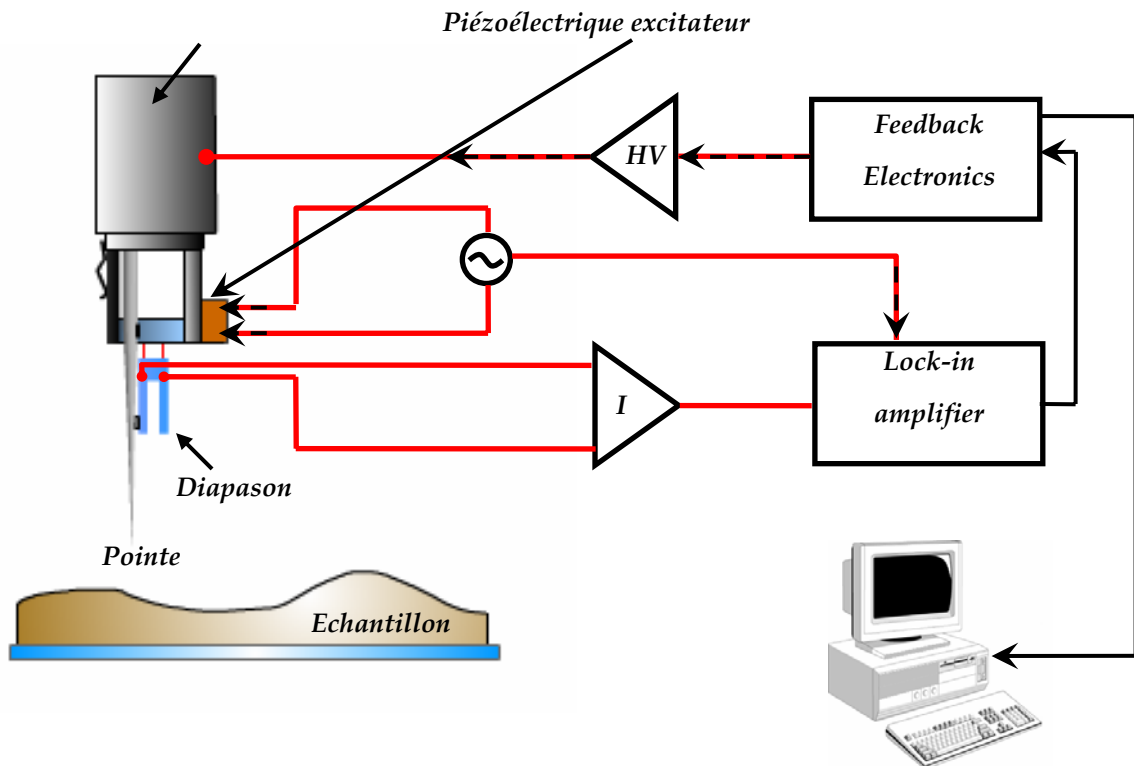 Piézoélectrique excitateur
HV
Feedback
Electronics
Lock-in
amplifier
I
Diapason
Pointe
Echantillon